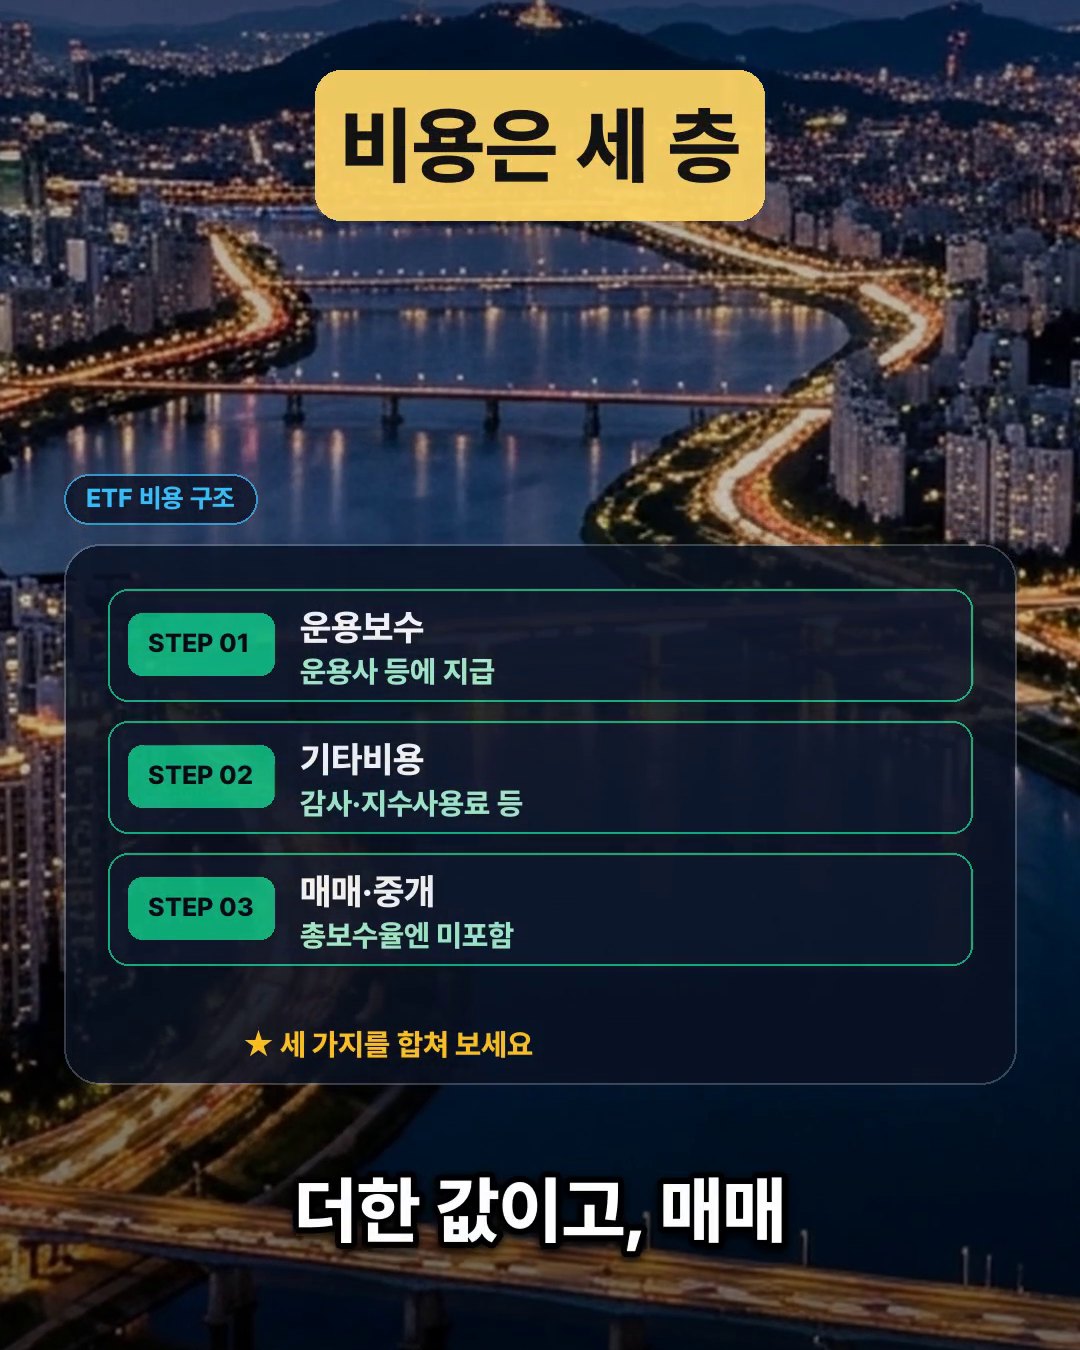 비용은 세 층
ETF 비용 구조
STEP 01
운용보수
운용사 등에 지급
STEP 02
기타비용
감사·지수사용료 등
STEP 03
매매·중개
총보수율엔 미포함
★ 세 가지를 합쳐 보세요
더한 값이고, 매매